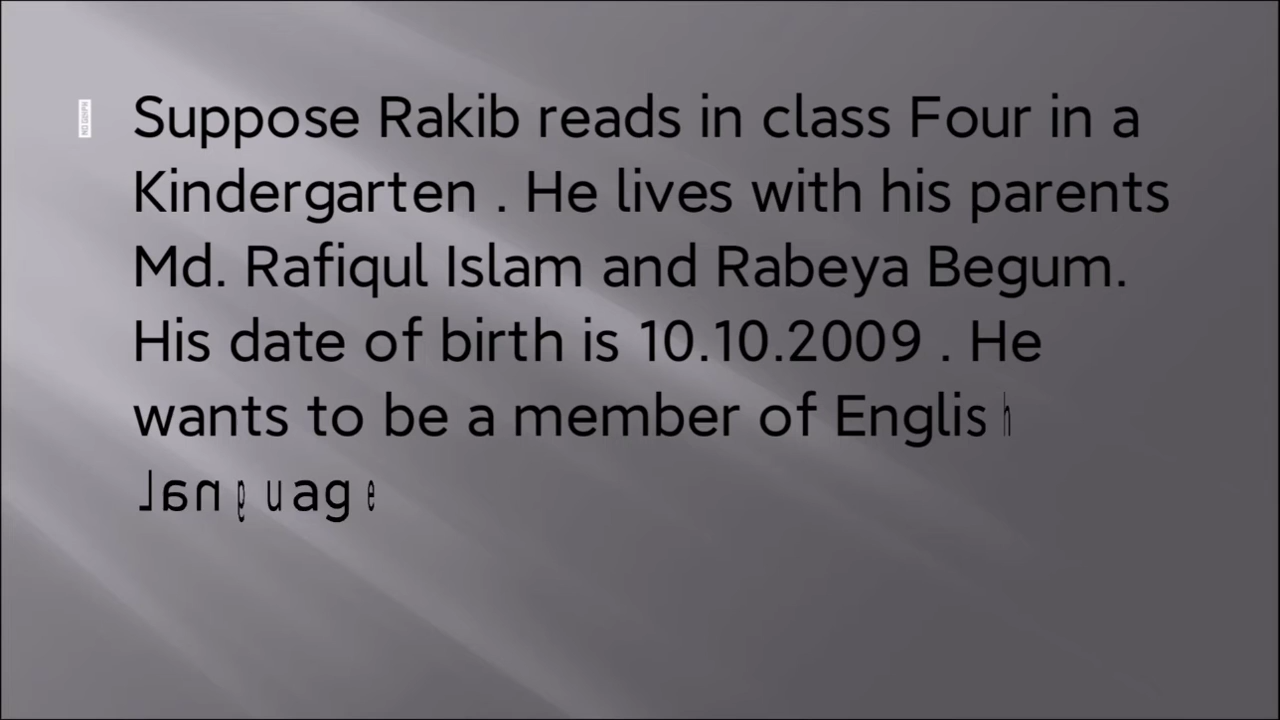 Suppose Rakib reads in class Four in a
Kindergarten . He lives with his parents
Md. Rafiqul Islam and Rabeya Begum.
His date of birth is 10.10.2009 . He
wants to be a member of English
Language